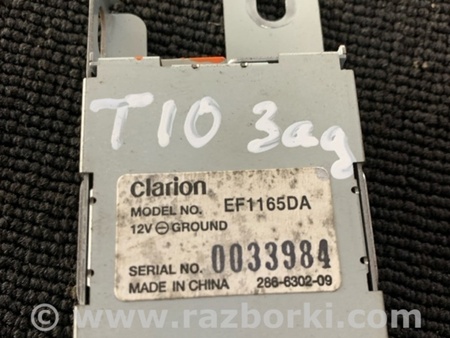 T10 Зад
Clarion
MODEL NO. EF1165DA
12V ⊖ GROUND
SERIAL NO. 0033984
MADE IN CHINA 286-6302-09
www.razborki.com